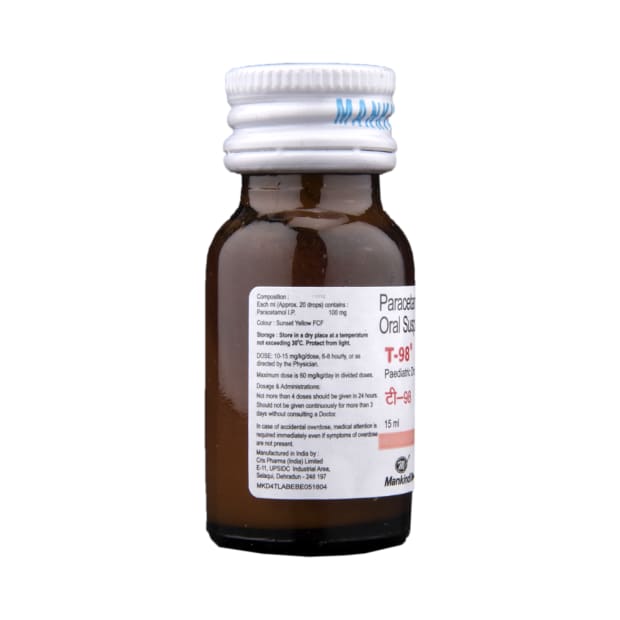 MANK
Composition :
Each ml (Approx. 20 drops) contains :
Paracetamol I.P. 100 mg
Colour : Sunset Yellow FCF
Storage : Store in a dry place at a temperature
not exceeding 30°C. Protect from light.
DOSE: 10-15 mg/kg/dose, 6-8 hourly, or as
directed by the Physician.
Maximum dose is 60 mg/kg/day in divided doses.
Dosage & Administrations:
Not more than 4 doses should be given in 24 hours
Should not be given continuously for more than 3
days without consulting a Doctor.
In case of accidental overdose, medical attention is
required immediately even if symptoms of overdose
are not present.
Manufactured in India by :
Cris Pharma (India) Limited
E-11, UPSIDC Industrial Area,
Selaqui, Dehradun - 248 197
MKD4TLABEBE051804
Paracetam
Oral Susp
T-98
Paediatric Dro
टी–98
15 ml
Mankind